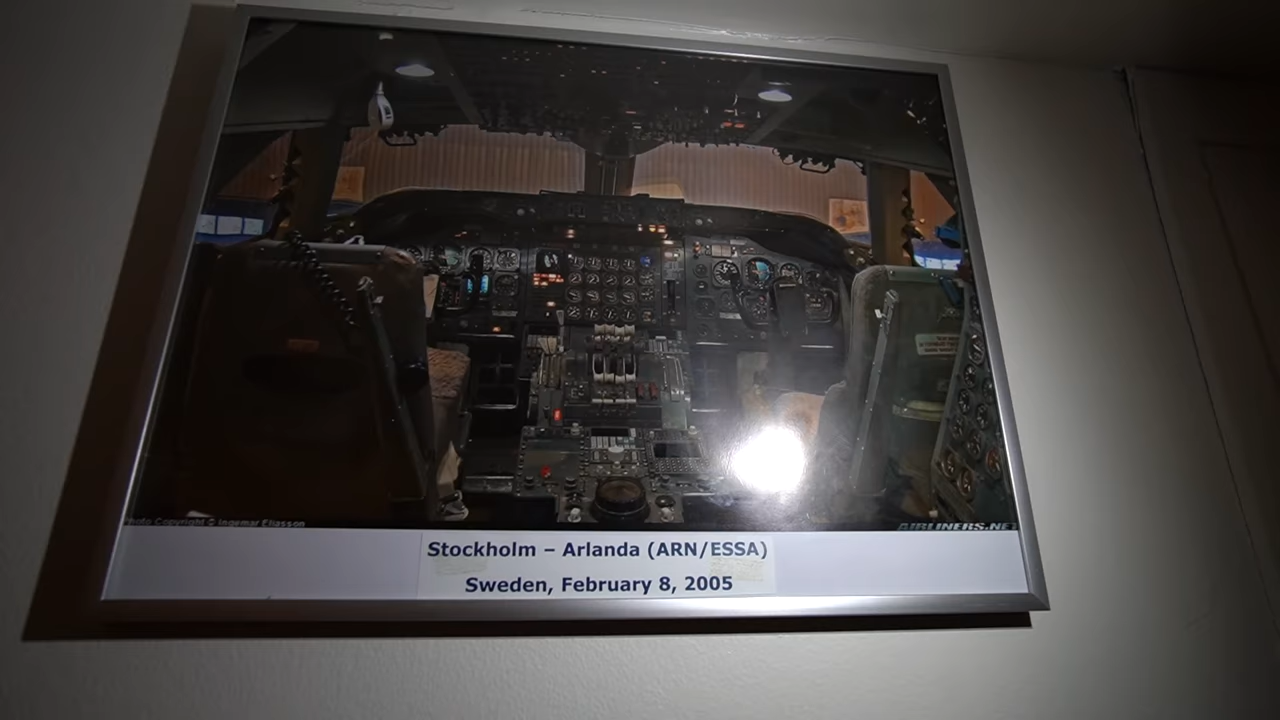 Photo Copyright © Ingemar Eliasson
AIRLINERS.NET
Stockholm – Arlanda (ARN/ESSA)
Sweden, February 8, 2005